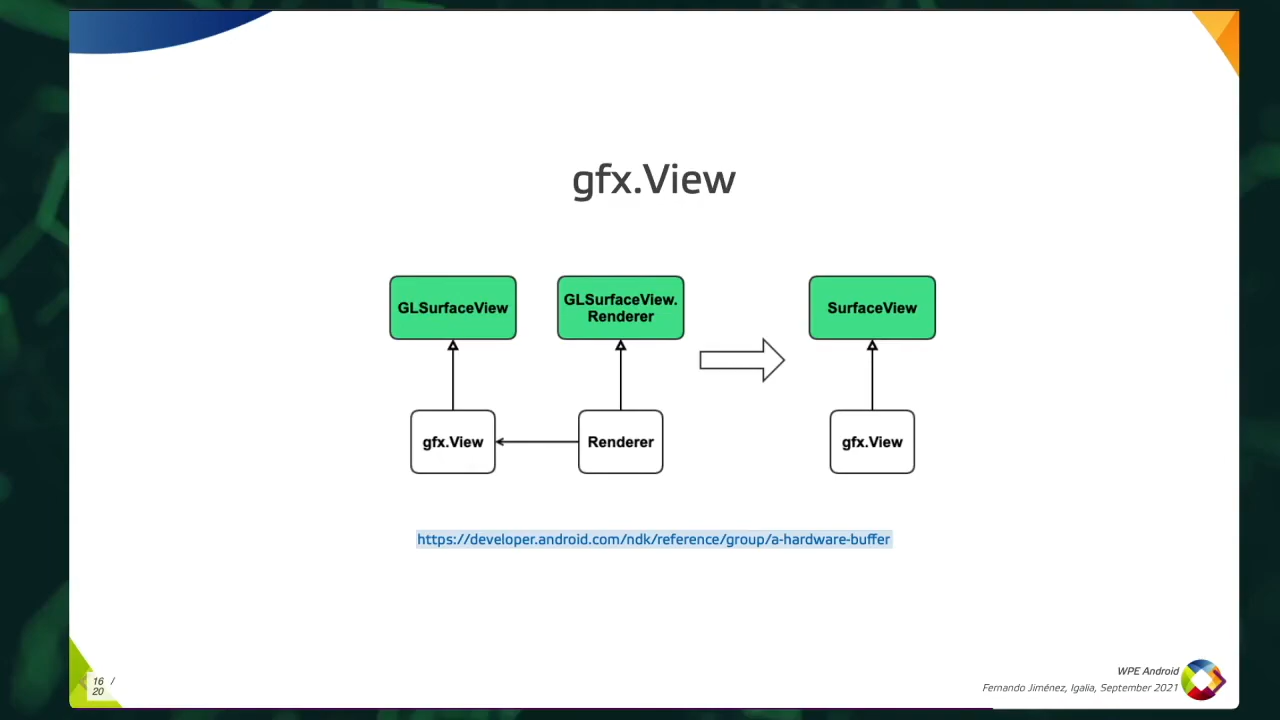 gfx.View
GLSurfaceView
GLSurfaceView.
Renderer
SurfaceView
gfx.View
Renderer
gfx.View
https://developer.android.com/ndk/reference/group/a-hardware-buffer
16 /
20
WPE Android
Fernando Jiménez, Igalia, September 2021